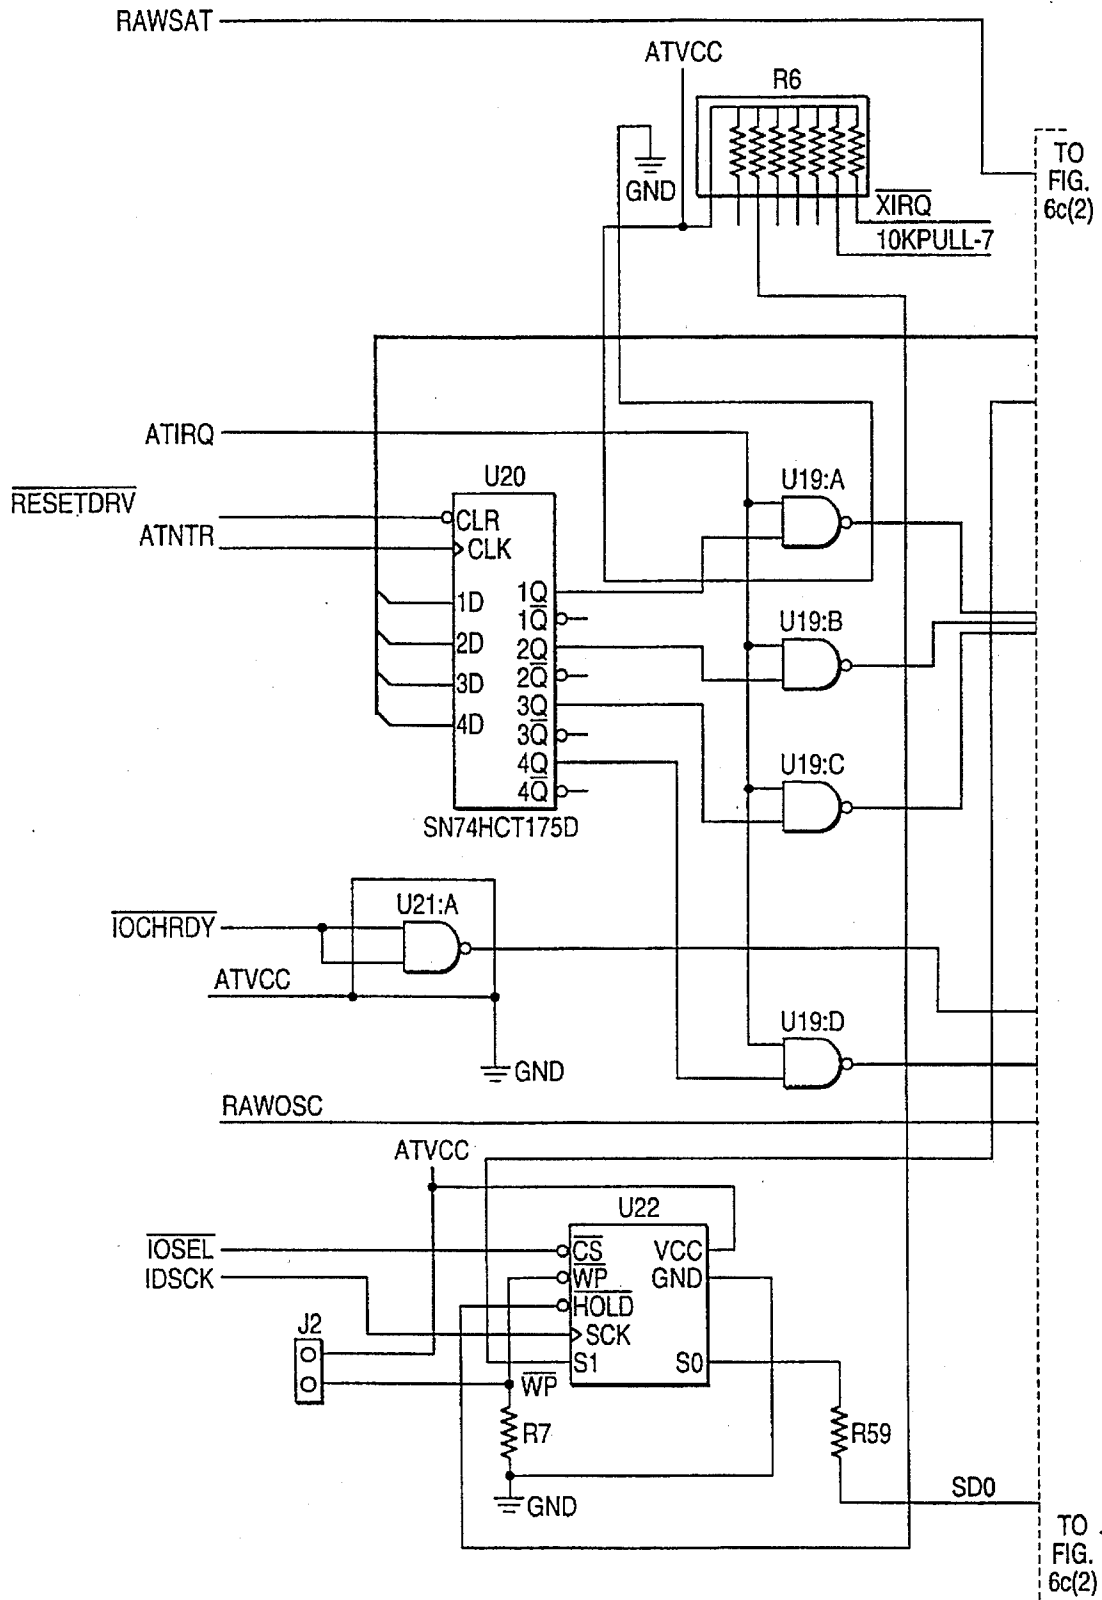 RAWSAT
ATVCC
R6
TO
FIG.
6c(2)
GND
XIRQ
10KPULL-7
ATIRQ
U20
U19:A
RESETDRV
CLR
ATNTR
CLK
1D
1Q
1Q
U19:B
2D
2Q
2Q
3D
3Q
4D
3Q
4Q
U19:C
4Q
SN74HCT175D
U21:A
IOCHRDY
ATVCC
U19:D
GND
RAWOSC
ATVCC
U22
IOSEL
CS
VCC
IDSCK
WP
GND
HOLD
J2
SCK
S1
S0
WP
R7
R59
SD0
GND
TO
FIG.
6c(2)